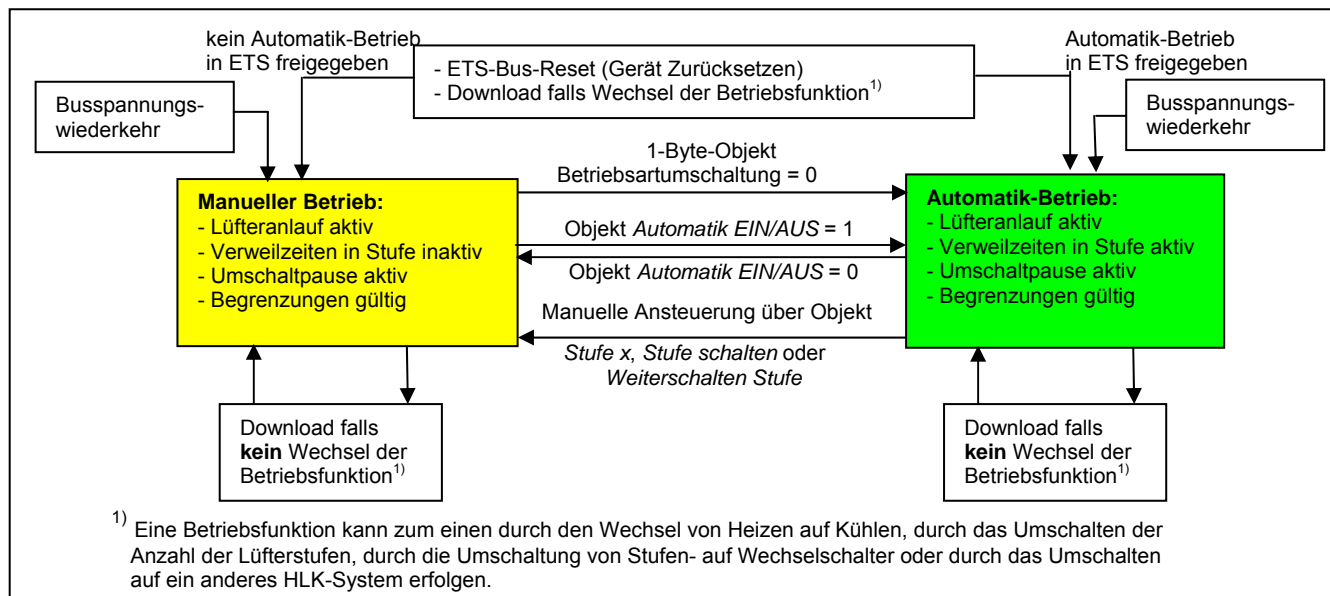 kein Automatik-Betrieb
in ETS freigegeben
- ETS-Bus-Reset (Gerät Zurücksetzen)
- Download falls Wechsel der Betriebsfunktion1)
Automatik-Betrieb
in ETS freigegeben
Busspannungs-
wiederkehr
Busspannungs-
wiederkehr
1-Byte-Objekt
Betriebsartumschaltung = 0
Manueller Betrieb:
- Lüfteranlauf aktiv
- Verweilzeiten in Stufe inaktiv
- Umschaltpause aktiv
- Begrenzungen gültig
Objekt Automatik EIN/AUS = 1
Objekt Automatik EIN/AUS = 0
Manuelle Ansteuerung über Objekt
Stufe x, Stufe schalten oder
Weiterschalten Stufe
Automatik-Betrieb:
- Lüfteranlauf aktiv
- Verweilzeiten in Stufe aktiv
- Umschaltpause aktiv
- Begrenzungen gültig
Download falls
kein Wechsel der
Betriebsfunktion1)
Download falls
kein Wechsel der
Betriebsfunktion1)
1) Eine Betriebsfunktion kann zum einen durch den Wechsel von Heizen auf Kühlen, durch das Umschalten der
Anzahl der Lüfterstufen, durch die Umschaltung von Stufen- auf Wechselschalter oder durch das Umschalten
auf ein anderes HLK-System erfolgen.